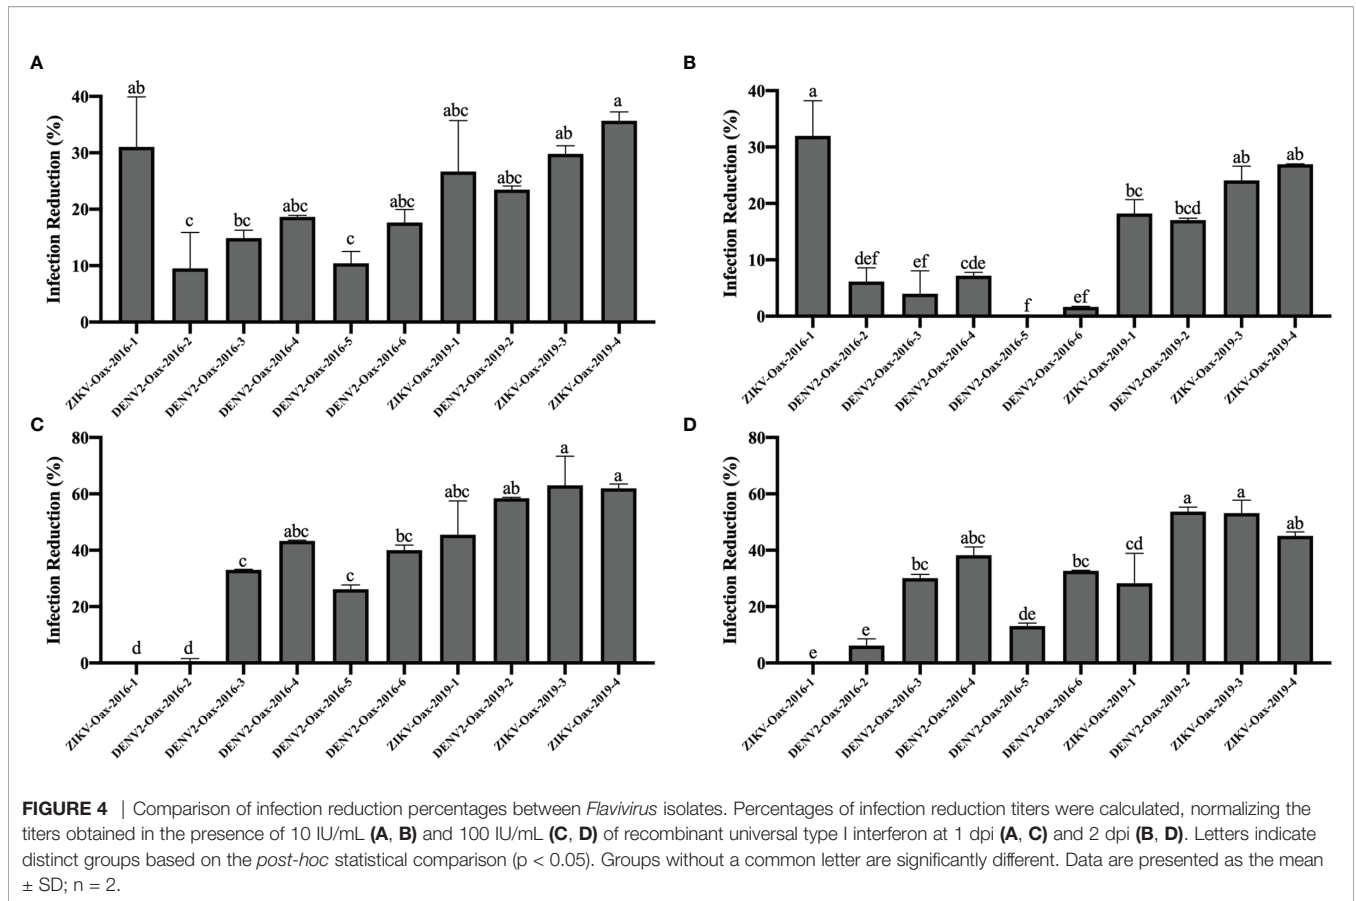 A
Infection Reduction (%)
40
30
20
10
0
ab
c
bc
abc
c
abc
abc
abc
ab
a
ZIKV-Oax-2016-1
DENV2-Oax-2016-2
DENV2-Oax-2016-3
DENV2-Oax-2016-4
DENV2-Oax-2016-5
DENV2-Oax-2016-6
ZIKV-Oax-2019-1
DENV2-Oax-2019-2
ZIKV-Oax-2019-3
ZIKV-Oax-2019-4
B
Infection Reduction (%)
40
30
20
10
0
a
def
ef
cde
f
ef
bc
bcd
ab
ab
ZIKV-Oax-2016-1
DENV2-Oax-2016-2
DENV2-Oax-2016-3
DENV2-Oax-2016-4
DENV2-Oax-2016-5
DENV2-Oax-2016-6
ZIKV-Oax-2019-1
DENV2-Oax-2019-2
ZIKV-Oax-2019-3
ZIKV-Oax-2019-4
C
Infection Reduction (%)
80
60
40
20
0
d
d
c
abc
c
bc
abc
ab
a
a
ZIKV-Oax-2016-1
DENV2-Oax-2016-2
DENV2-Oax-2016-3
DENV2-Oax-2016-4
DENV2-Oax-2016-5
DENV2-Oax-2016-6
ZIKV-Oax-2019-1
DENV2-Oax-2019-2
ZIKV-Oax-2019-3
ZIKV-Oax-2019-4
D
Infection Reduction (%)
80
60
40
20
0
e
e
bc
abc
de
bc
cd
a
a
ab
ZIKV-Oax-2016-1
DENV2-Oax-2016-2
DENV2-Oax-2016-3
DENV2-Oax-2016-4
DENV2-Oax-2016-5
DENV2-Oax-2016-6
ZIKV-Oax-2019-1
DENV2-Oax-2019-2
ZIKV-Oax-2019-3
ZIKV-Oax-2019-4
FIGURE 4 | Comparison of infection reduction percentages between Flavivirus isolates. Percentages of infection reduction titers were calculated, normalizing the
titers obtained in the presence of 10 IU/mL (A, B) and 100 IU/mL (C, D) of recombinant universal type I interferon at 1 dpi (A, C) and 2 dpi (B, D). Letters indicate
distinct groups based on the post-hoc statistical comparison (p < 0.05). Groups without a common letter are significantly different. Data are presented as the mean
± SD; n = 2.